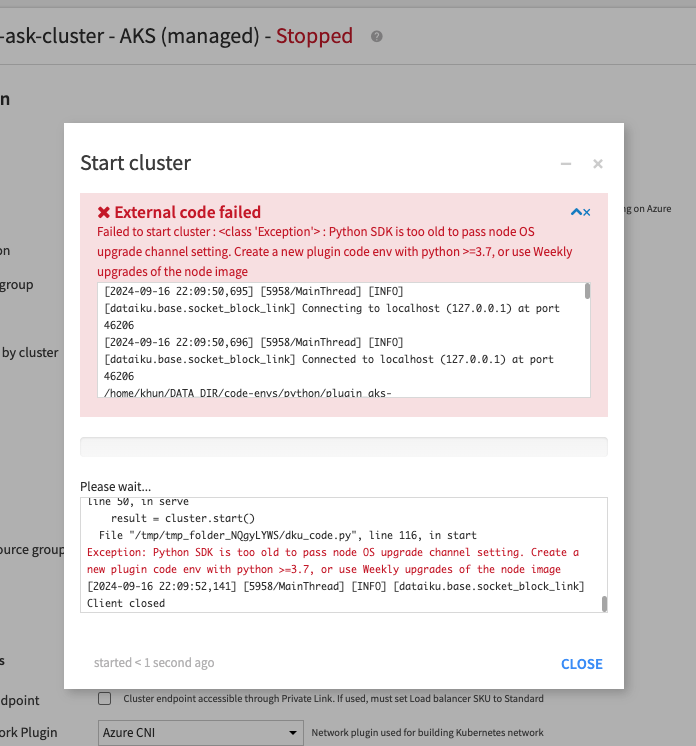 -ask-cluster - AKS (managed) - Stopped ?
n
Start cluster
External code failed
ng on Azure
Failed to start cluster : <class 'Exception'> : Python SDK is too old to pass node OS
upgrade channel setting. Create a new plugin code env with python >=3.7, or use Weekly
upgrades of the node image
on
group
by cluster
[2024-09-16 22:09:50,695] [5958/MainThread] [INFO]
[dataiku.base.socket_block_link] Connecting to localhost (127.0.0.1) at port
46206
[2024-09-16 22:09:50,696] [5958/MainThread] [INFO]
[dataiku.base.socket_block_link] Connected to localhost (127.0.0.1) at port
46206
/home/khun/DATA_DIR/code-envs/python/plugin_aks-
Please wait...
line 50, in serve
result = cluster.start()
File "/tmp/tmp_folder_NQgyLYWS/dku_code.py", line 116, in start
Exception: Python SDK is too old to pass node OS upgrade channel setting. Create a
new plugin code env with python >=3.7, or use Weekly upgrades of the node image
[2024-09-16 22:09:52,141] [5958/MainThread] [INFO] [dataiku.base.socket_block_link]
Client closed
ource group
started < 1 second ago
CLOSE
s
dpoint
Cluster endpoint accessible through Private Link. If used, must set Load balancer SKU to Standard
ork Plugin
Azure CNI
Network plugin used for building Kubernetes network